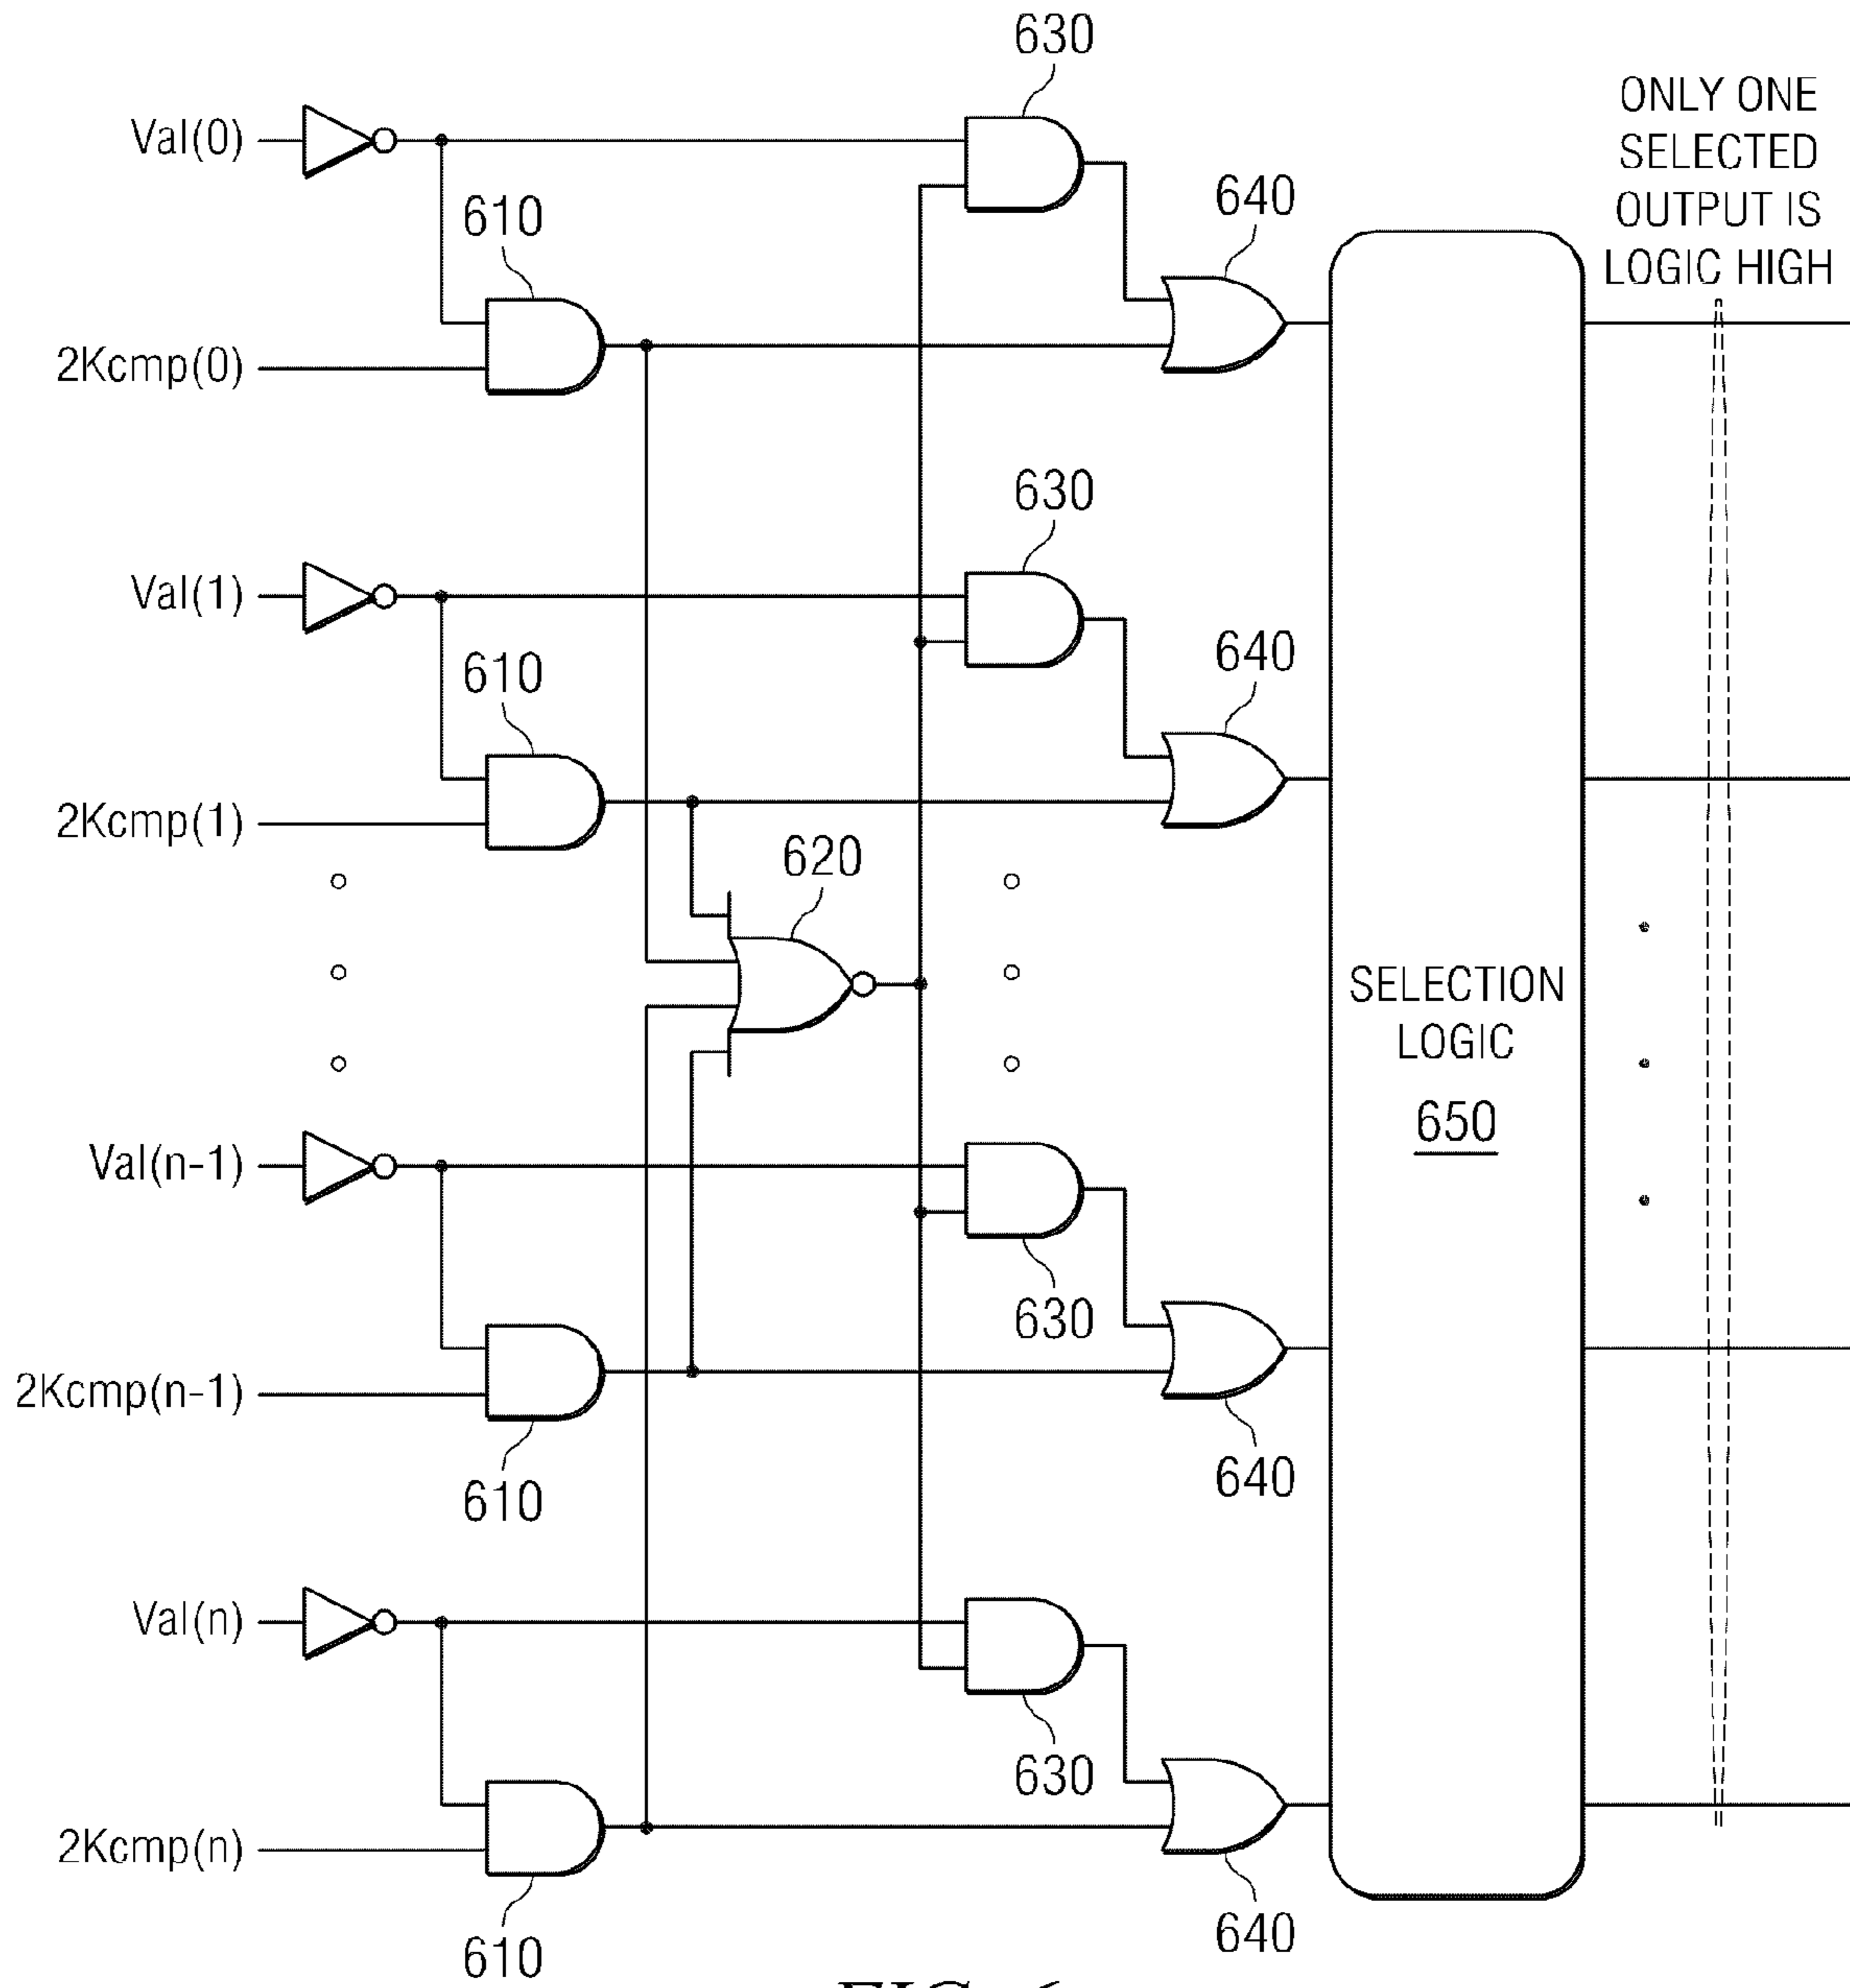 630
ONLY ONE
SELECTED
OUTPUT IS
LOGIC HIGH
Val(0)
610
640
2Kcmp(0)
630
Val(1)
610
640
2Kcmp(1)
620
SELECTION
LOGIC
650
Val(n-1)
630
2Kcmp(n-1)
610
640
Val(n)
630
2Kcmp(n)
610
640